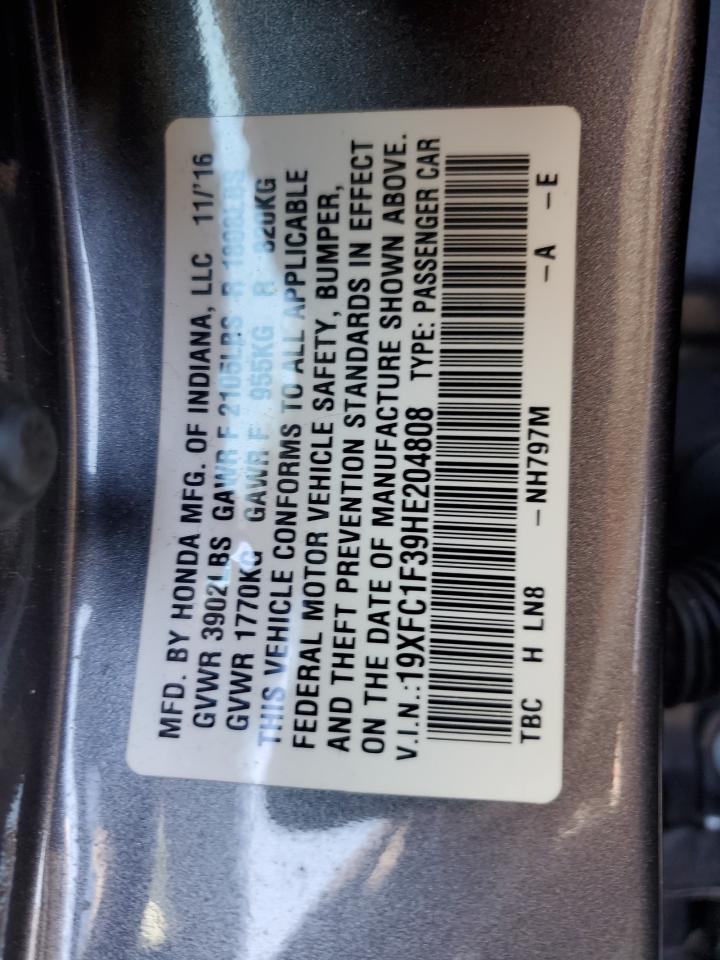 MFD. BY HONDA MFG. OF INDIANA, LLC 11/'16
GVWR 3902LBS GAWR F 2105LBS R
GVWR 1770KG GAWR F 955KG R 820KG
THIS VEHICLE CONFORMS TO ALL APPLICABLE
FEDERAL MOTOR VEHICLE SAFETY, BUMPER,
AND THEFT PREVENTION STANDARDS IN EFFECT
ON THE DATE OF MANUFACTURE SHOWN ABOVE.
V.I.N.:19XFC1F39HE204808 TYPE: PASSENGER CAR
TBC H LN8 - NH797M -A -E